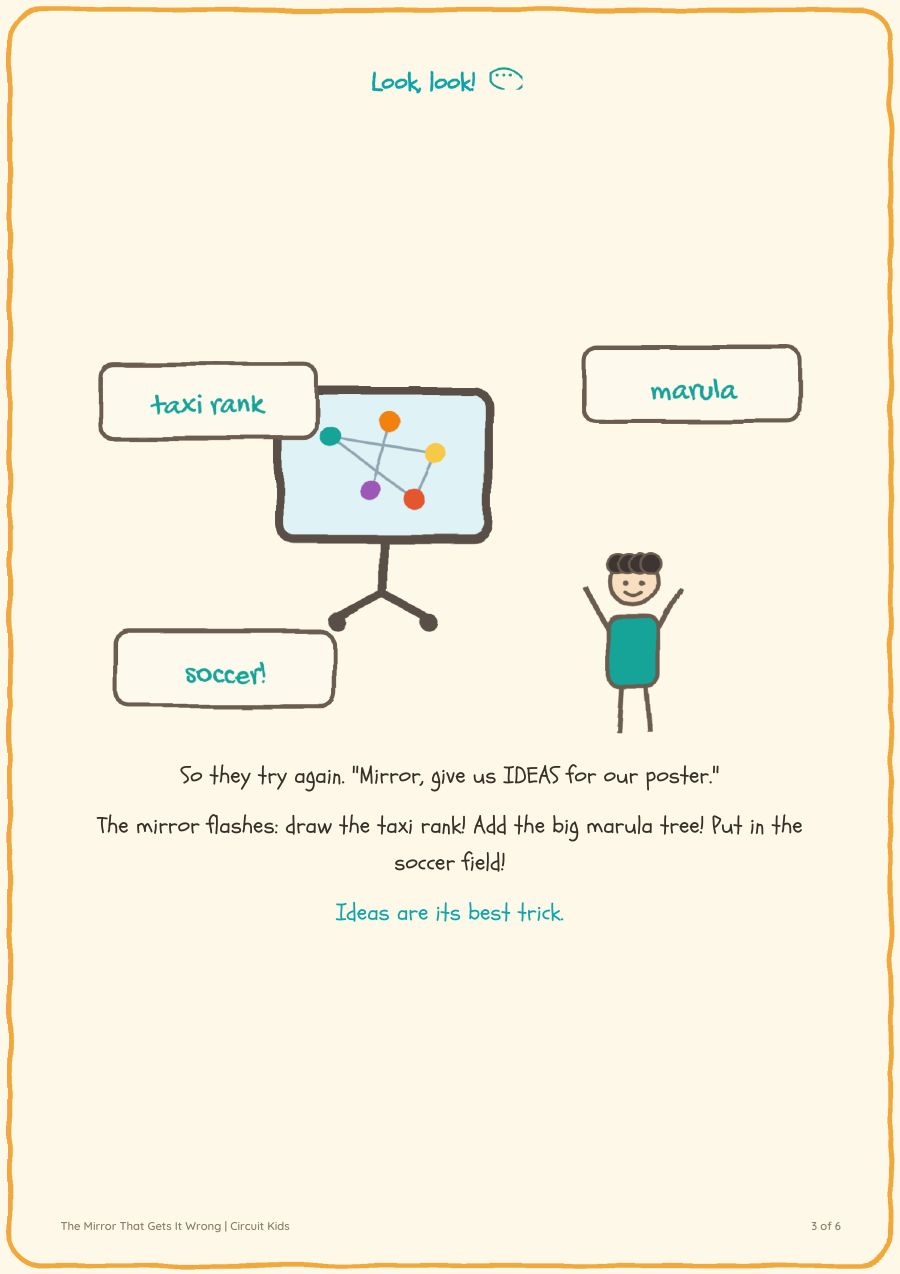 Look, look!
taxi rank
marula
soccer!
So they try again. "Mirror, give us IDEAS for our poster."
The mirror flashes: draw the taxi rank! Add the big marula tree! Put in the
soccer field!
Ideas are its best trick.
The Mirror That Gets It Wrong | Circuit Kids
3 of 6